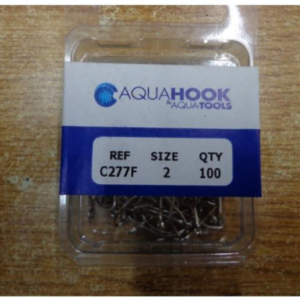 AQUAHOOK
by AQUATOOLS
REF SIZE QTY
C277F 2 100